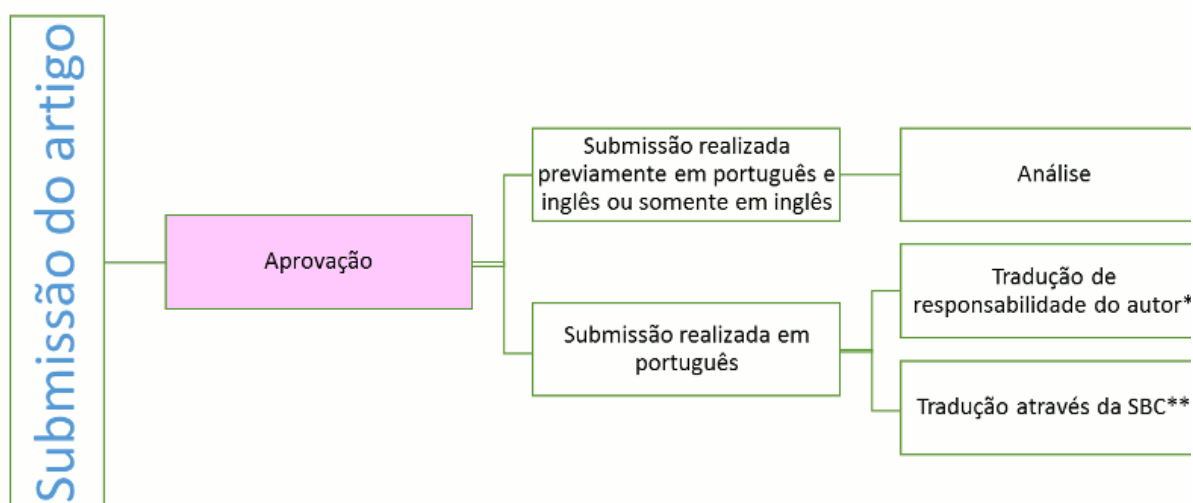 Submissão do artigo
Aprovação
Submissão realizada
previamente em português e
inglês ou somente em inglês
Análise
Submissão realizada em
português
Tradução de
responsabilidade do autor*
Tradução através da SBC**